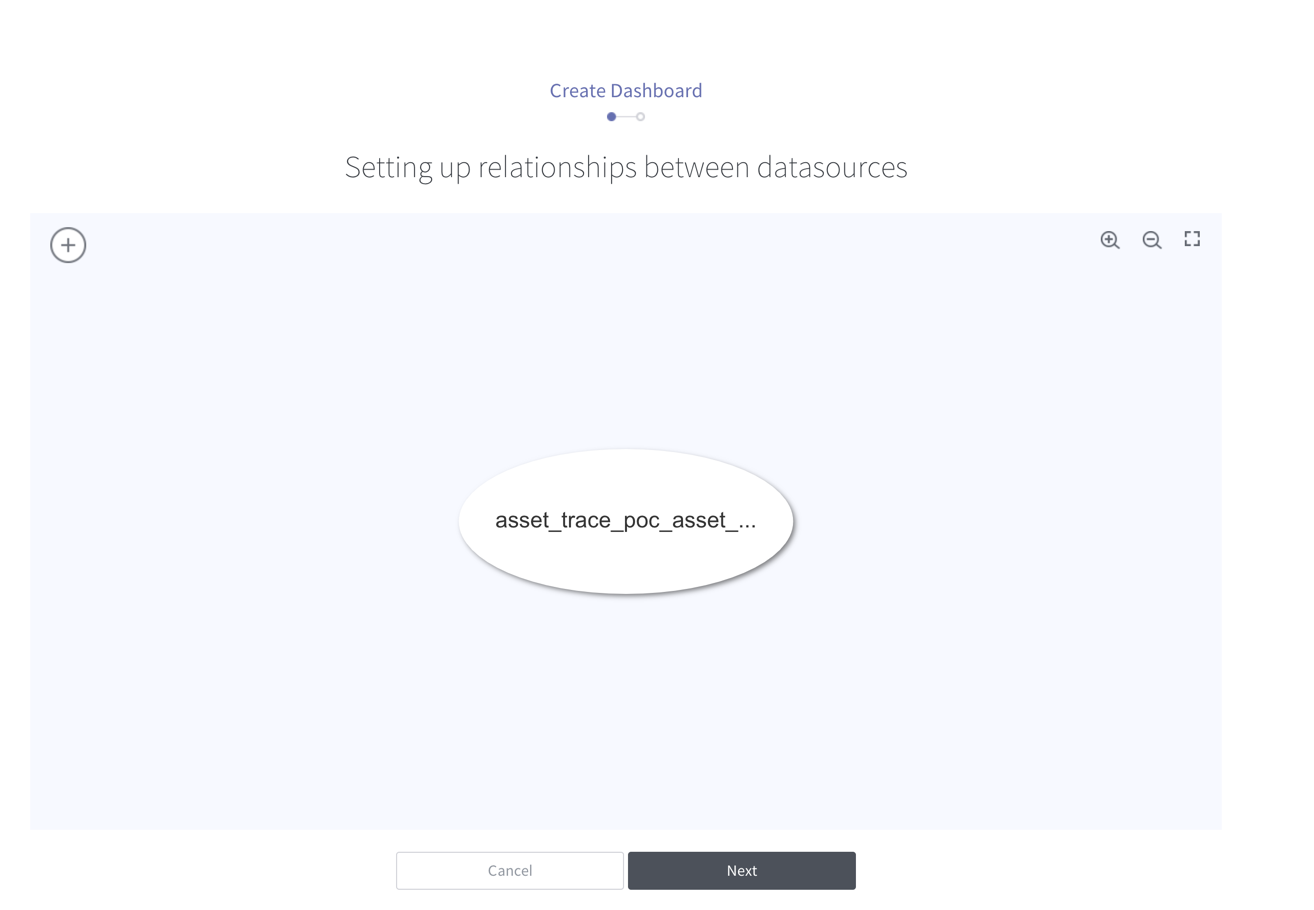 Create Dashboard
Setting up relationships between datasources
asset_trace_poc_asset_...
Cancel
Next